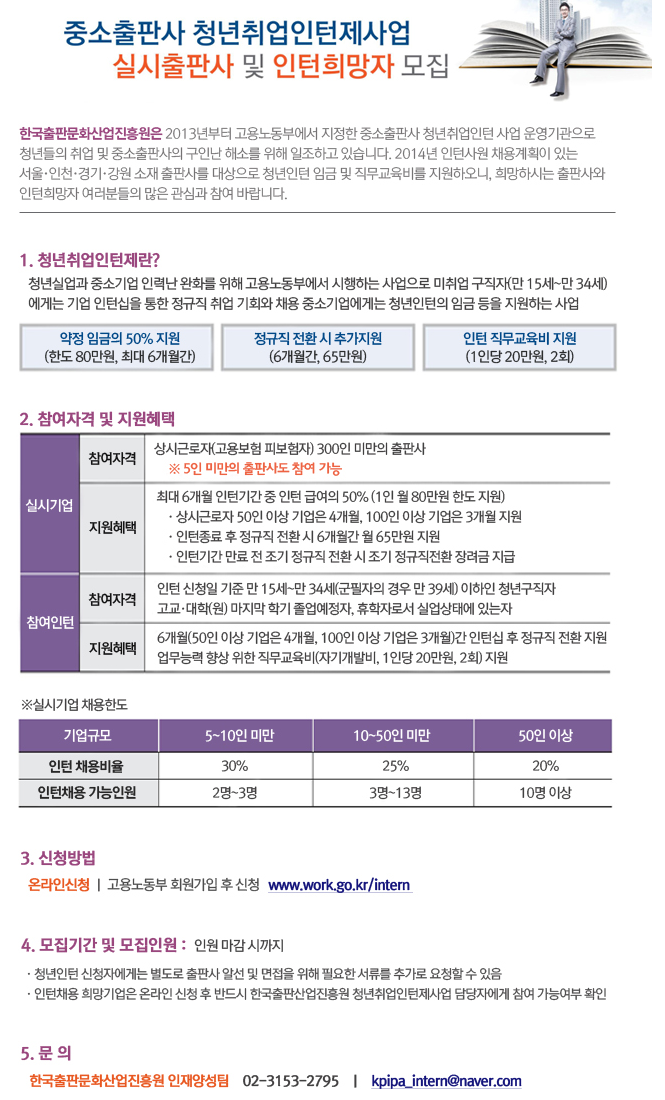 중소출판사 청년취업인턴제사업
실시출판사 및 인턴희망자 모집
한국출판문화산업진흥원은 2013년부터 고용노동부에서 지정한 중소출판사 청년취업인턴 사업 운영기관으로
청년들의 취업 및 중소출판사의 구인난 해소를 위해 일조하고 있습니다. 2014년 인턴사원 채용계획이 있는
서울·인천·경기·강원 소재 출판사를 대상으로 청년인턴 임금 및 직무교육비를 지원하오니, 희망하시는 출판사와
인턴희망자 여러분들의 많은 관심과 참여 바랍니다.
1. 청년취업인턴제란?
청년실업과 중소기업 인력난 완화를 위해 고용노동부에서 시행하는 사업으로 미취업 구직자(만 15세~만 34세)
에게는 기업 인턴십을 통한 정규직 취업 기회와 채용 중소기업에게는 청년인턴의 임금 등을 지원하는 사업
약정 임금의 50% 지원
(한도 80만원, 최대 6개월간)
정규직 전환 시 추가지원
(6개월간, 65만원)
인턴 직무교육비 지원
(1인당 20만원, 2회)
2. 참여자격 및 지원혜택
실시기업
참여자격
상시근로자(고용보험 피보험자) 300인 미만의 출판사
※ 5인 미만의 출판사도 참여 가능
지원혜택
최대 6개월 인턴기간 중 인턴 급여의 50% (1인 월 80만원 한도 지원)
· 상시근로자 50인 이상 기업은 4개월, 100인 이상 기업은 3개월 지원
· 인턴종료 후 정규직 전환 시 6개월간 월 65만원 지원
· 인턴기간 만료 전 조기 정규직 전환 시 조기 정규직전환 장려금 지급
참여인턴
참여자격
인턴 신청일 기준 만 15세~만 34세(군필자의 경우 만 39세) 이하인 청년구직자
고교·대학(원) 마지막 학기 졸업예정자, 휴학자로서 실업상태에 있는자
지원혜택
6개월(50인 이상 기업은 4개월, 100인 이상 기업은 3개월)간 인턴십 후 정규직 전환 지원
업무능력 향상 위한 직무교육비(자기개발비, 1인당 20만원, 2회) 지원
※실시기업 채용한도
기업규모 5~10인 미만 10~50인 미만 50인 이상
인턴 채용비율 30% 25% 20%
인턴채용 가능인원 2명~3명 3명~13명 10명 이상
3. 신청방법
온라인신청 | 고용노동부 회원가입 후 신청 www.work.go.kr/intern
4. 모집기간 및 모집인원 : 인원 마감 시까지
· 청년인턴 신청자에게는 별도로 출판사 알선 및 면접을 위해 필요한 서류를 추가로 요청할 수 있음
· 인턴채용 희망기업은 온라인 신청 후 반드시 한국출판산업진흥원 청년취업인턴제사업 담당자에게 참여 가능여부 확인
5. 문 의
한국출판문화산업진흥원 인재양성팀 02-3153-2795 | kpipa_intern@naver.com